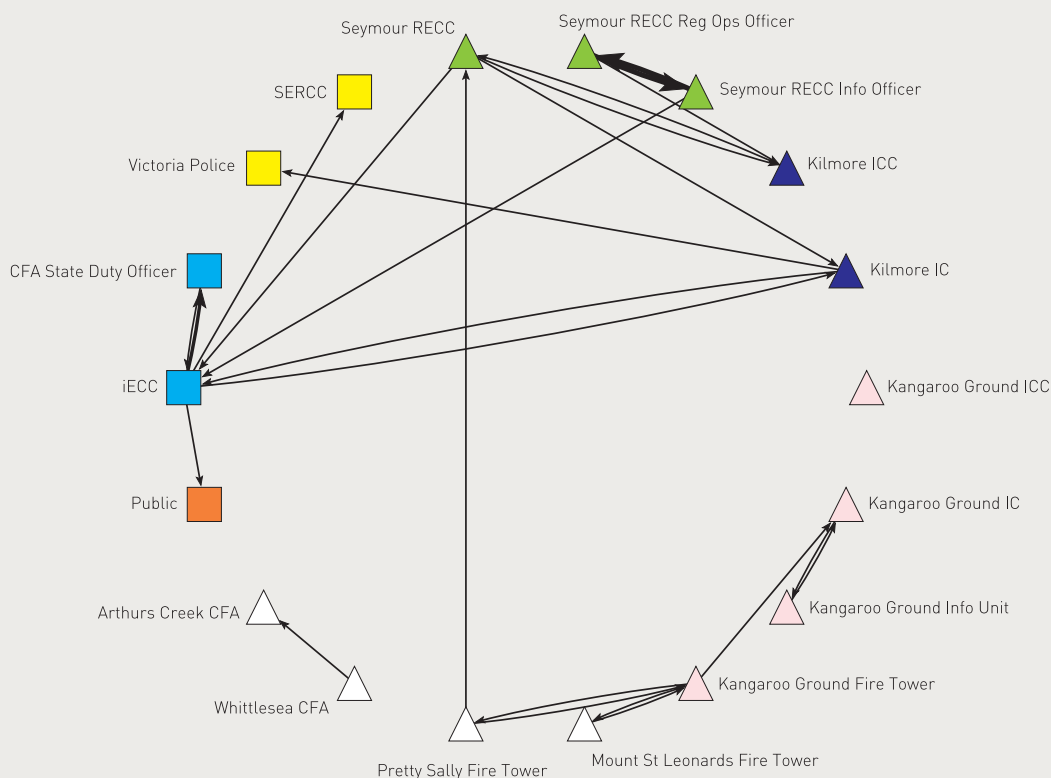 Seymour RECC Reg Ops Officer
Seymour RECC
Seymour RECC Info Officer
SERCC
Victoria Police
Kilmore ICC
CFA State Duty Officer
Kilmore IC
iECC
Kangaroo Ground ICC
Public
Kangaroo Ground IC
Arthurs Creek CFA
Kangaroo Ground Info Unit
Kangaroo Ground Fire Tower
Whittlesea CFA
Mount St Leonards Fire Tower
Pretty Sally Fire Tower